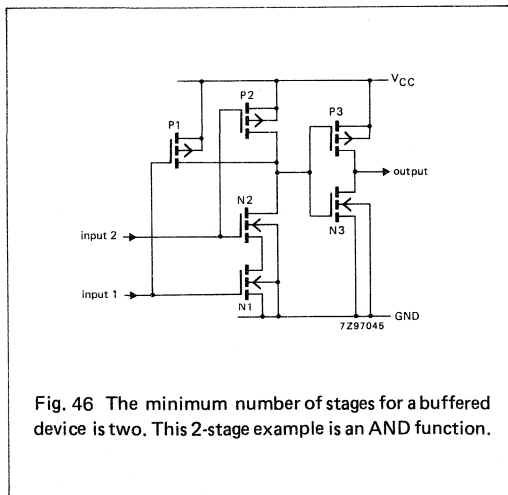 VCC
P2
P3
P1
output
N2
input 2
N3
input 1
N1
GND
7Z97045
Fig. 46 The minimum number of stages for a buffered
device is two. This 2-stage example is an AND function.